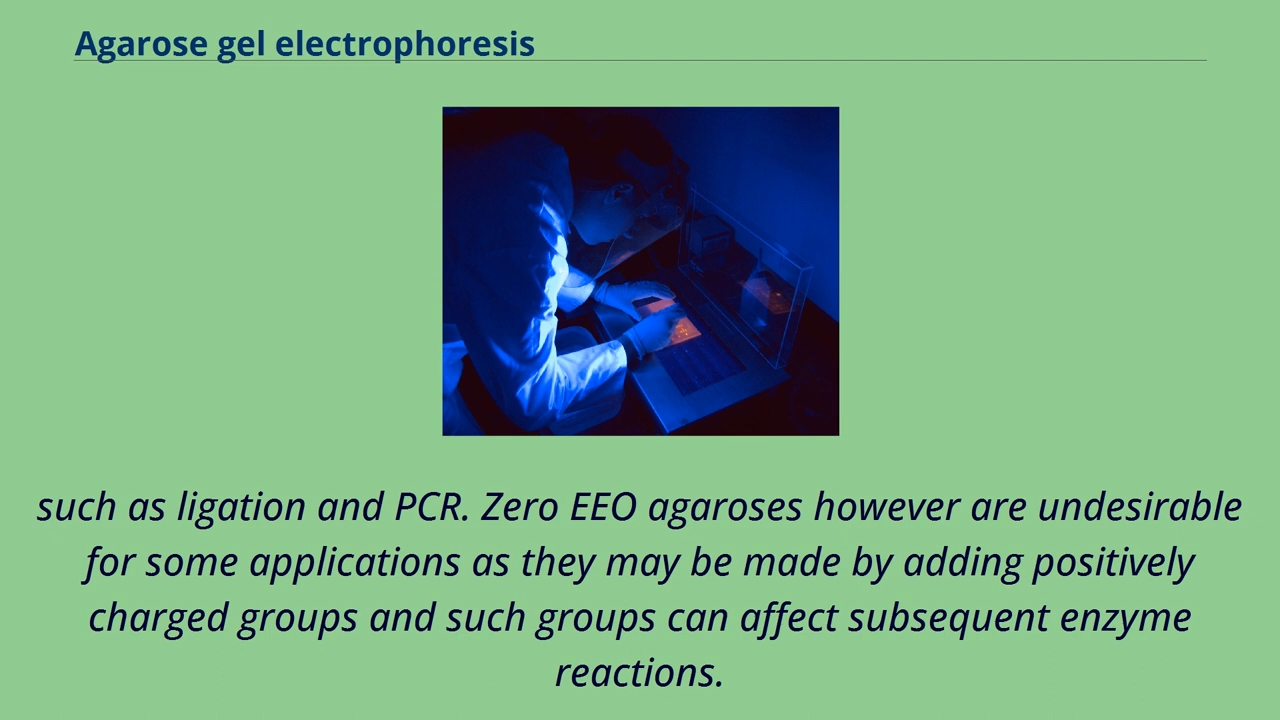 Agarose gel electrophoresis
such as ligation and PCR. Zero EEO agaroses however are undesirable
for some applications as they may be made by adding positively
charged groups and such groups can affect subsequent enzyme
reactions.